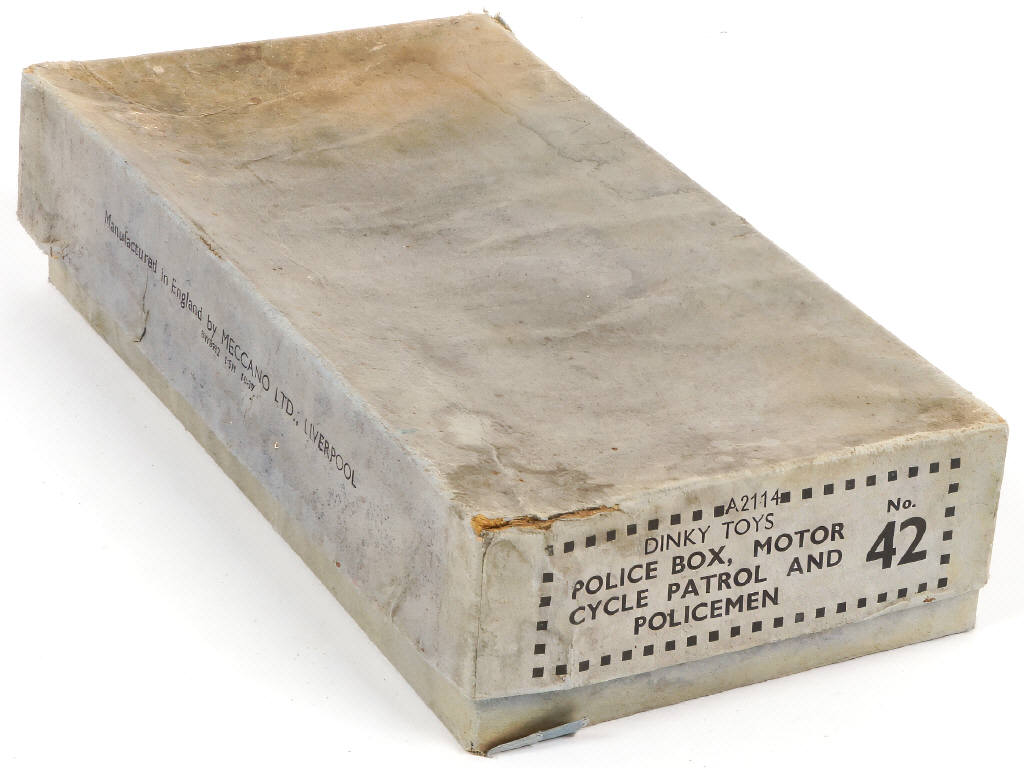 Manufactured in England by MECCANO LTD., LIVERPOOL
A2114
DINKY TOYS
POLICE BOX, MOTOR
CYCLE PATROL AND
POLICEMEN
No.
42